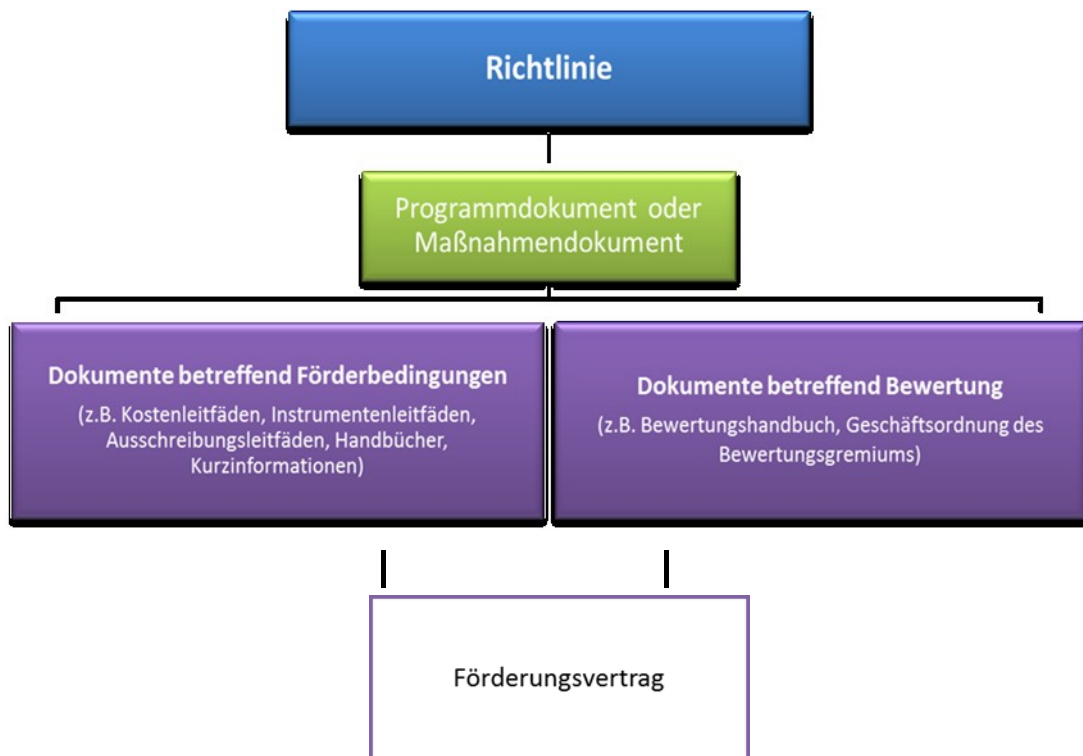 Richtlinie
Programmdokument oder
Maßnahmendokument
Dokumente betreffend Förderbedingungen
(z.B. Kostenleitfäden, Instrumentenleitfäden,
Ausschreibungsleitfäden, Handbücher,
Kurzinformationen)
Dokumente betreffend Bewertung
(z.B. Bewertungshandbuch, Geschäftsordnung des
Bewertungsgremiums)
Förderungsvertrag